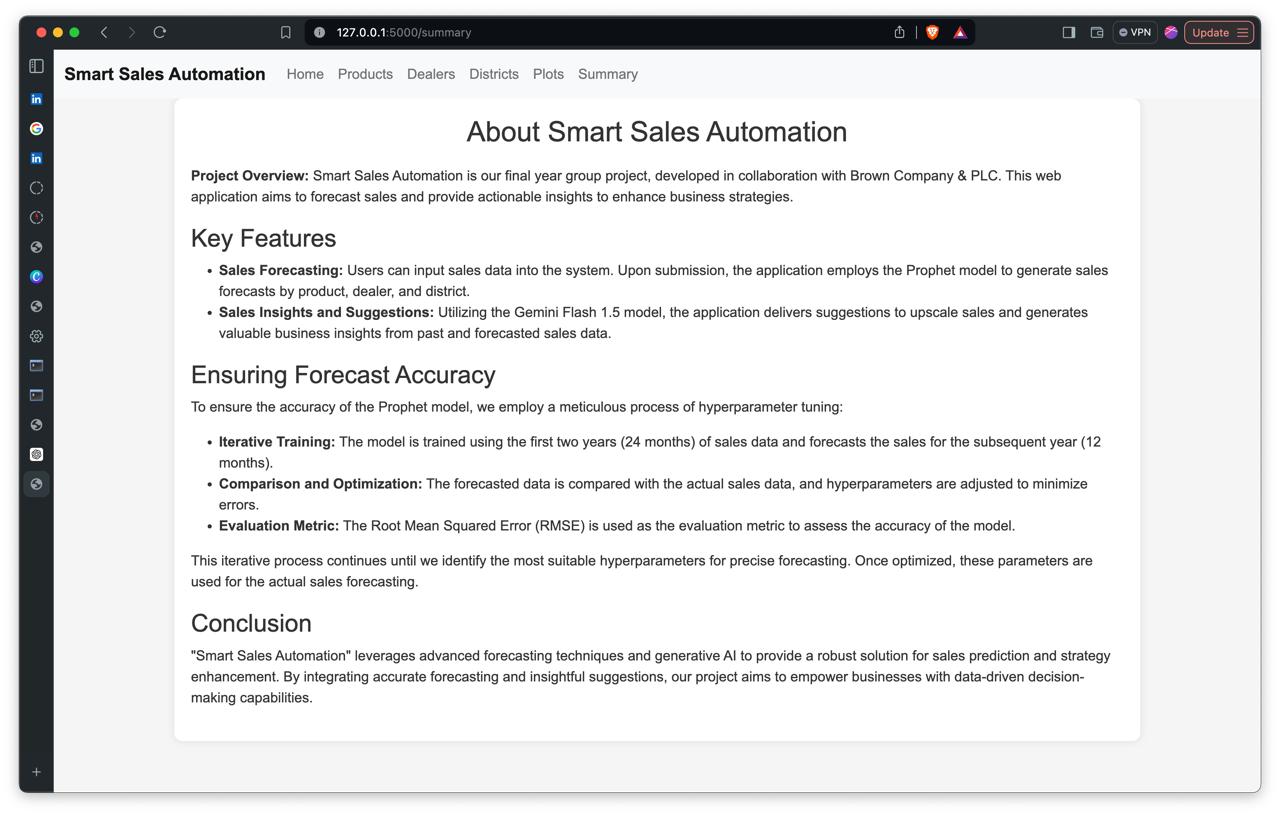 127.0.0.1:5000/summary
VPN
Update
Smart Sales Automation Home Products Dealers Districts Plots Summary
About Smart Sales Automation
Project Overview: Smart Sales Automation is our final year group project, developed in collaboration with Brown Company & PLC. This web
application aims to forecast sales and provide actionable insights to enhance business strategies.
Key Features
• Sales Forecasting: Users can input sales data into the system. Upon submission, the application employs the Prophet model to generate sales
forecasts by product, dealer, and district.
• Sales Insights and Suggestions: Utilizing the Gemini Flash 1.5 model, the application delivers suggestions to upscale sales and generates
valuable business insights from past and forecasted sales data.
Ensuring Forecast Accuracy
To ensure the accuracy of the Prophet model, we employ a meticulous process of hyperparameter tuning:
• Iterative Training: The model is trained using the first two years (24 months) of sales data and forecasts the sales for the subsequent year (12
months).
• Comparison and Optimization: The forecasted data is compared with the actual sales data, and hyperparameters are adjusted to minimize
errors.
• Evaluation Metric: The Root Mean Squared Error (RMSE) is used as the evaluation metric to assess the accuracy of the model.
This iterative process continues until we identify the most suitable hyperparameters for precise forecasting. Once optimized, these parameters are
used for the actual sales forecasting.
Conclusion
"Smart Sales Automation" leverages advanced forecasting techniques and generative AI to provide a robust solution for sales prediction and strategy
enhancement. By integrating accurate forecasting and insightful suggestions, our project aims to empower businesses with data-driven decision-
making capabilities.